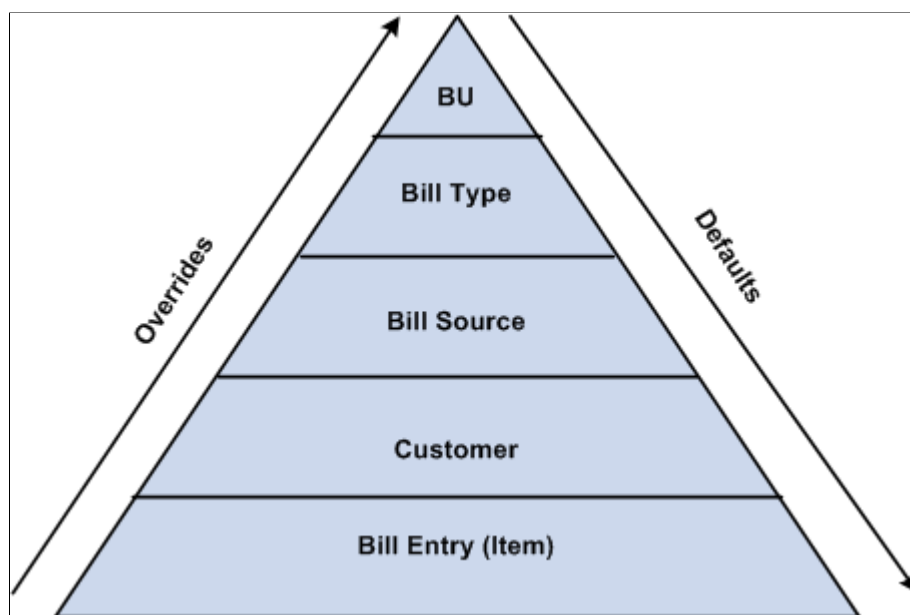 BU
Bill Type
Overrides
Defaults
Bill Source
Customer
Bill Entry (Item)